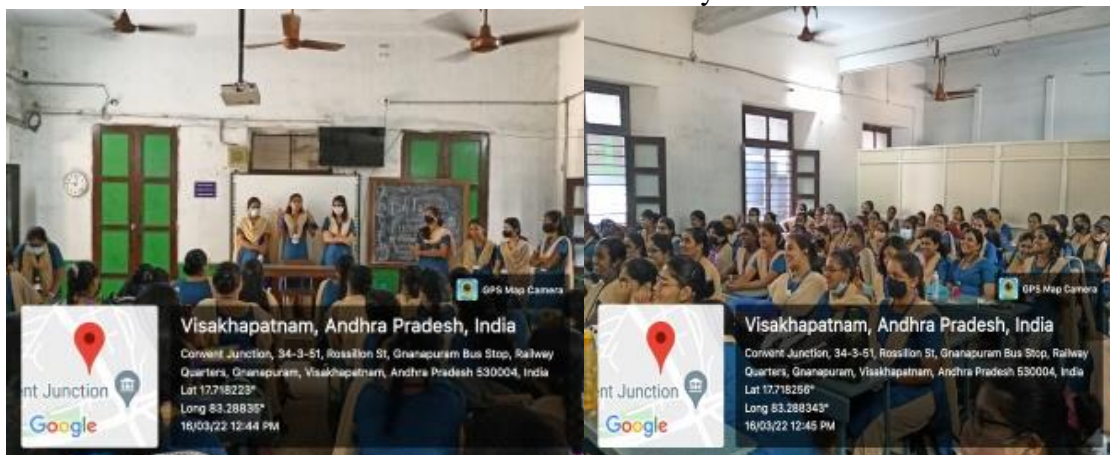 GPS Map Camera
Visakhapatnam, Andhra Pradesh, India
Convent Junction, 34-3-51, Rossillon St, Gnanapuram Bus Stop, Railway
Quarters, Gnanapuram, Visakhapatnam, Andhra Pradesh 530004, India
Lat 17.718223°
Long 83.28835°
16/03/22 12:44 PM
nt Junction
Google
GPS Map Camera
Visakhapatnam, Andhra Pradesh, India
Convent Junction, 34-3-51, Rossillon St, Gnanapuram Bus Stop, Railway
Quarters, Gnanapuram, Visakhapatnam, Andhra Pradesh 530004, India
Lat 17.718256°
Long 83.288343°
16/03/22 12:45 PM
ent Junction
Google